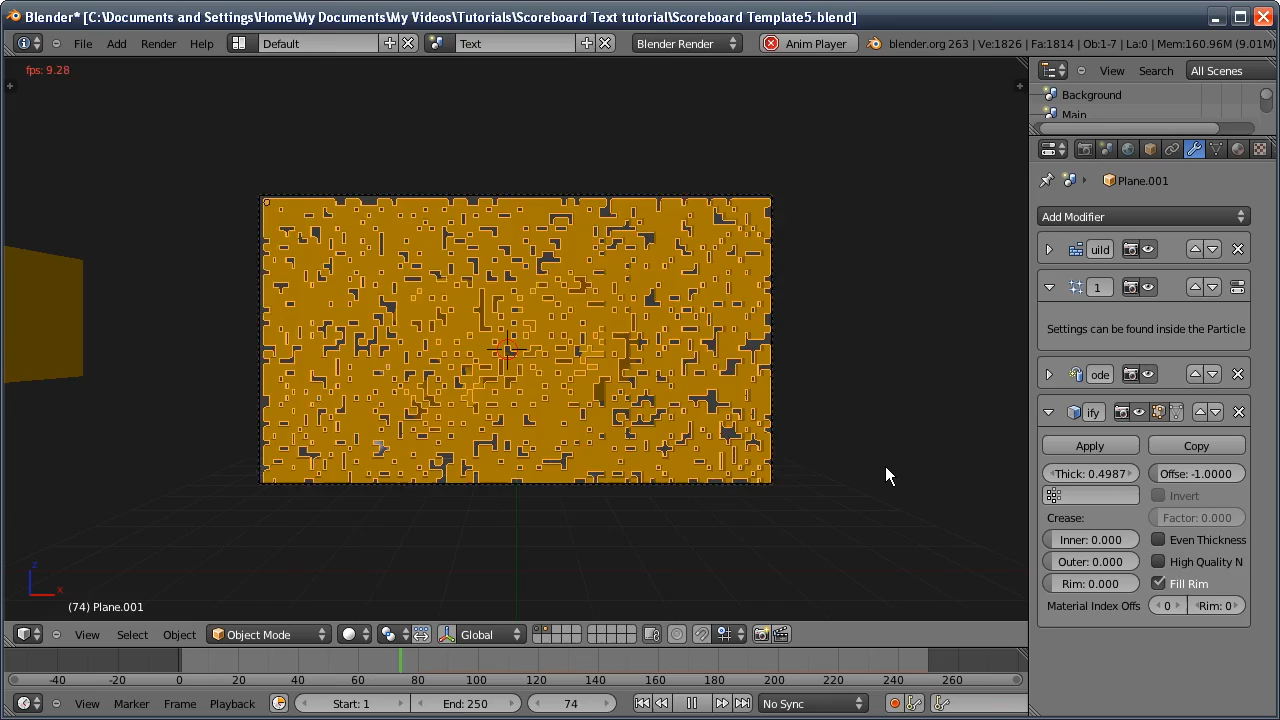 Blender* [C:\Documents and Settings\Home\My Documents\My Videos\Tutorials\Scoreboard Text tutorial\Scoreboard Template5.blend]
File Add Render Help Default Text Blender Render Anim Player blender.org 263 | Ve:1826 | Fa:1814 | Ob:1-7 | La:0 | Mem:160.96M (9.01M)
fps: 9.28
View Search All Scenes
Background
Main
Plane.001
Add Modifier
uild
1
Settings can be found inside the Particle
ode
ify
Apply Copy
Thick: 0.4987 Offse: -1.0000
Invert
Crease: Factor: 0.000
Inner: 0.000 Even Thickness
Outer: 0.000 High Quality N
Rim: 0.000 Fill Rim
Material Index Offs 0 Rim: 0
z
x
(74) Plane.001
View Select Object Object Mode Global
-40 -20 0 20 40 60 80 100 120 140 160 180 200 220 240 260
View Marker Frame Playback Start: 1 End: 250 74 No Sync